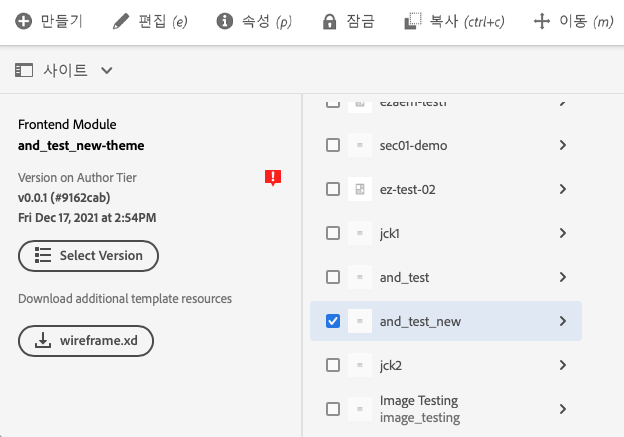 만들기 편집 (e) 속성 (p) 잠금 복사 (ctrl+c) 이동 (m)
사이트
Frontend Module
and_test_new-theme
Version on Author Tier
v0.0.1 (#9162cab)
Fri Dec 17, 2021 at 2:54PM
Select Version
Download additional template resources
wireframe.xd
ezaem-test1
sec01-demo
ez-test-02
jck1
and_test
and_test_new
jck2
Image Testing
image_testing